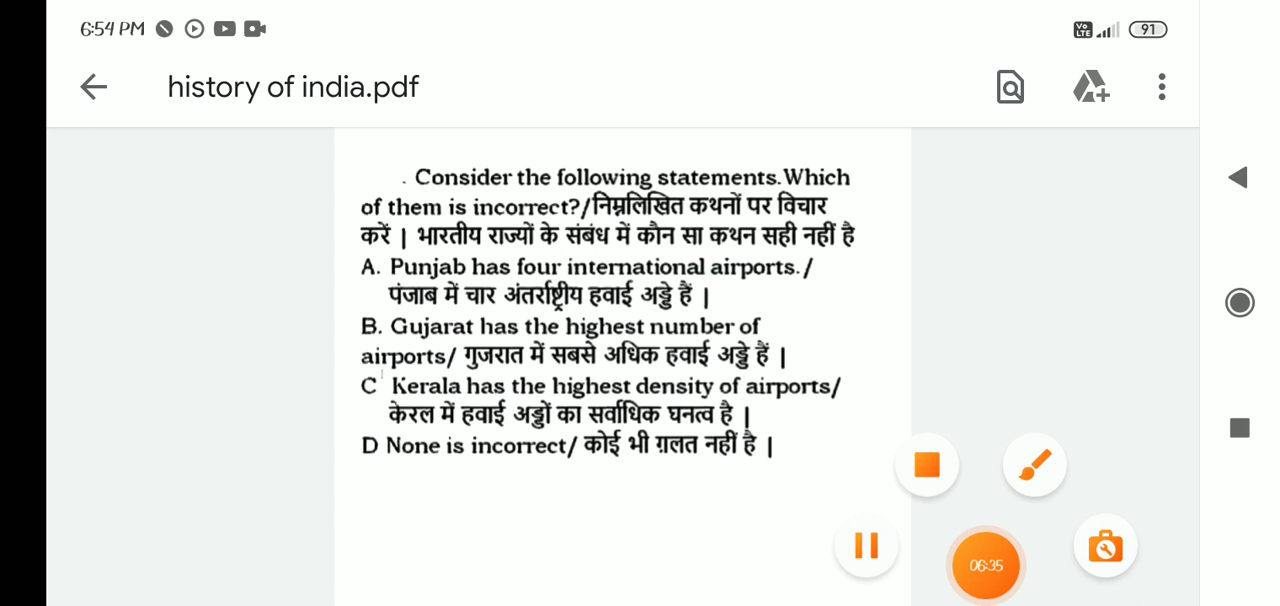 6:54 PM
Vo LTE
91
history of india.pdf
. Consider the following statements.Which
of them is incorrect?/निम्नलिखित कथनों पर विचार
करें | भारतीय राज्यों के संबंध में कौन सा कथन सही नहीं है
A. Punjab has four international airports./
पंजाब में चार अंतर्राष्ट्रीय हवाई अड्डे हैं |
B. Gujarat has the highest number of
airports/ गुजरात में सबसे अधिक हवाई अड्डे हैं |
C Kerala has the highest density of airports/
केरल में हवाई अड्डों का सर्वाधिक घनत्व है |
D None is incorrect/ कोई भी ग़लत नहीं है |
06:35